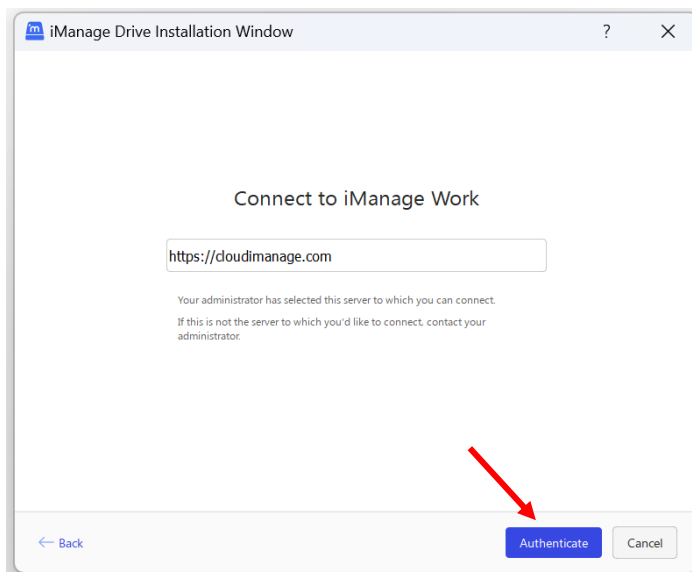 iManage Drive Installation Window ?
Connect to iManage Work
https://cloudimanage.com
Your administrator has selected this server to which you can connect.
If this is not the server to which you'd like to connect, contact your
administrator.
Back Authenticate Cancel